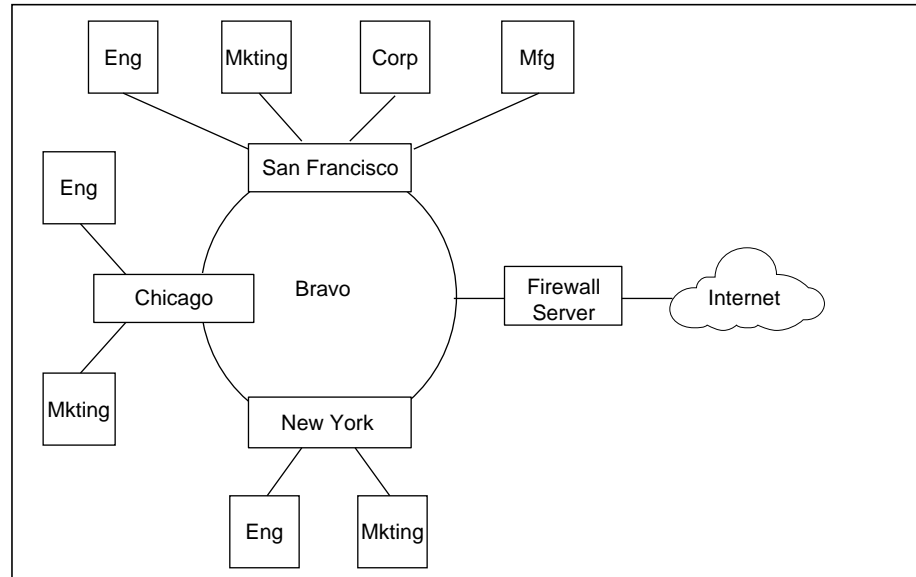 Eng
Mkting
Corp
Mfg
San Francisco
Eng
Chicago
Bravo
Firewall
Server
Internet
Mkting
New York
Eng
Mkting